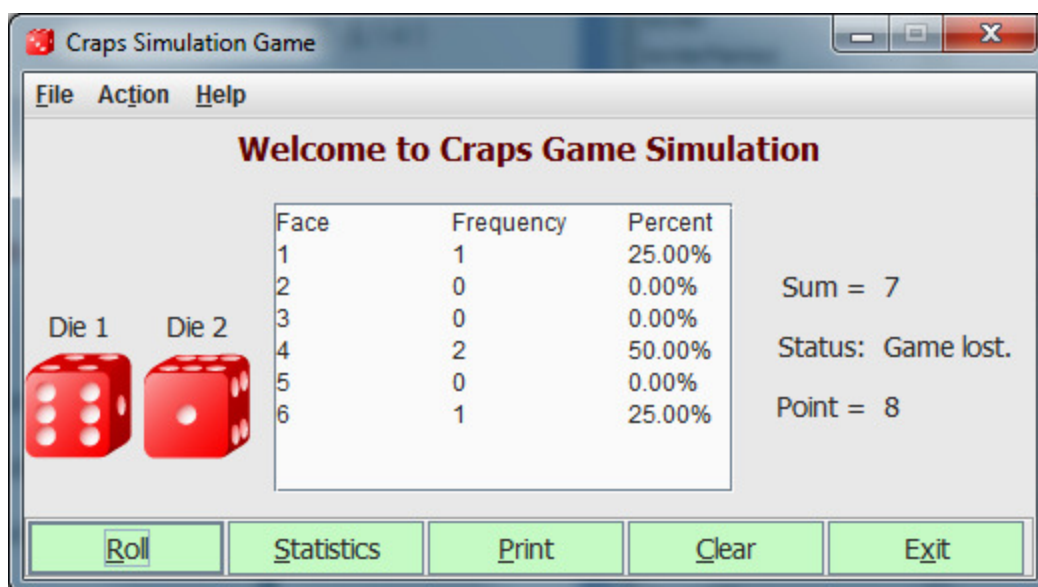 Craps Simulation Game
File Action Help
Welcome to Craps Game Simulation
Face Frequency Percent
1 1 25.00%
2 0 0.00%
3 0 0.00%
4 2 50.00%
5 0 0.00%
6 1 25.00%
Die 1 Die 2
Sum = 7
Status: Game lost.
Point = 8
Roll Statistics Print Clear Exit